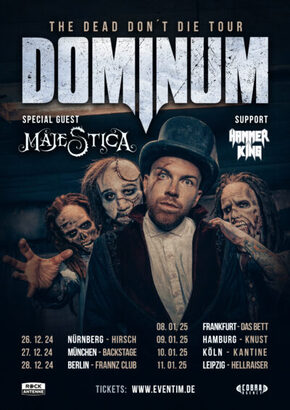 THE DEAD DON´T DIE TOUR
DOMINUM
SPECIAL GUEST
MAJESTICA
SUPPORT
HAMMER
KING
26. 12. 24 NÜRNBERG - HIRSCH
27. 12. 24 MÜNCHEN - BACKSTAGE
28. 12. 24 BERLIN - FRANNZ CLUB
08. 01. 25 FRANKFURT- DAS BETT
09. 01. 25 HAMBURG - KNUST
10. 01. 25 KÖLN - KANTINE
11. 01. 25 LEIPZIG - HELLRAISER
ROCK
ANTENNE
TICKETS: WWW.EVENTIM.DE
CObRA
AGENCY